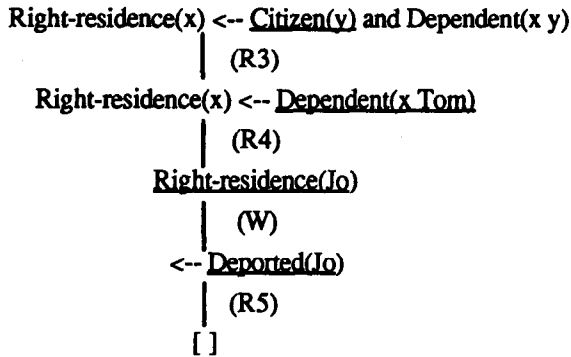 Right-residence(x) <-- Citizen(y) and Dependent(x y)
(R3)
Right-residence(x) <-- Dependent(x Tom)
(R4)
Right-residence(Jo)
(W)
<-- Deported(Jo)
(R5)
[ ]